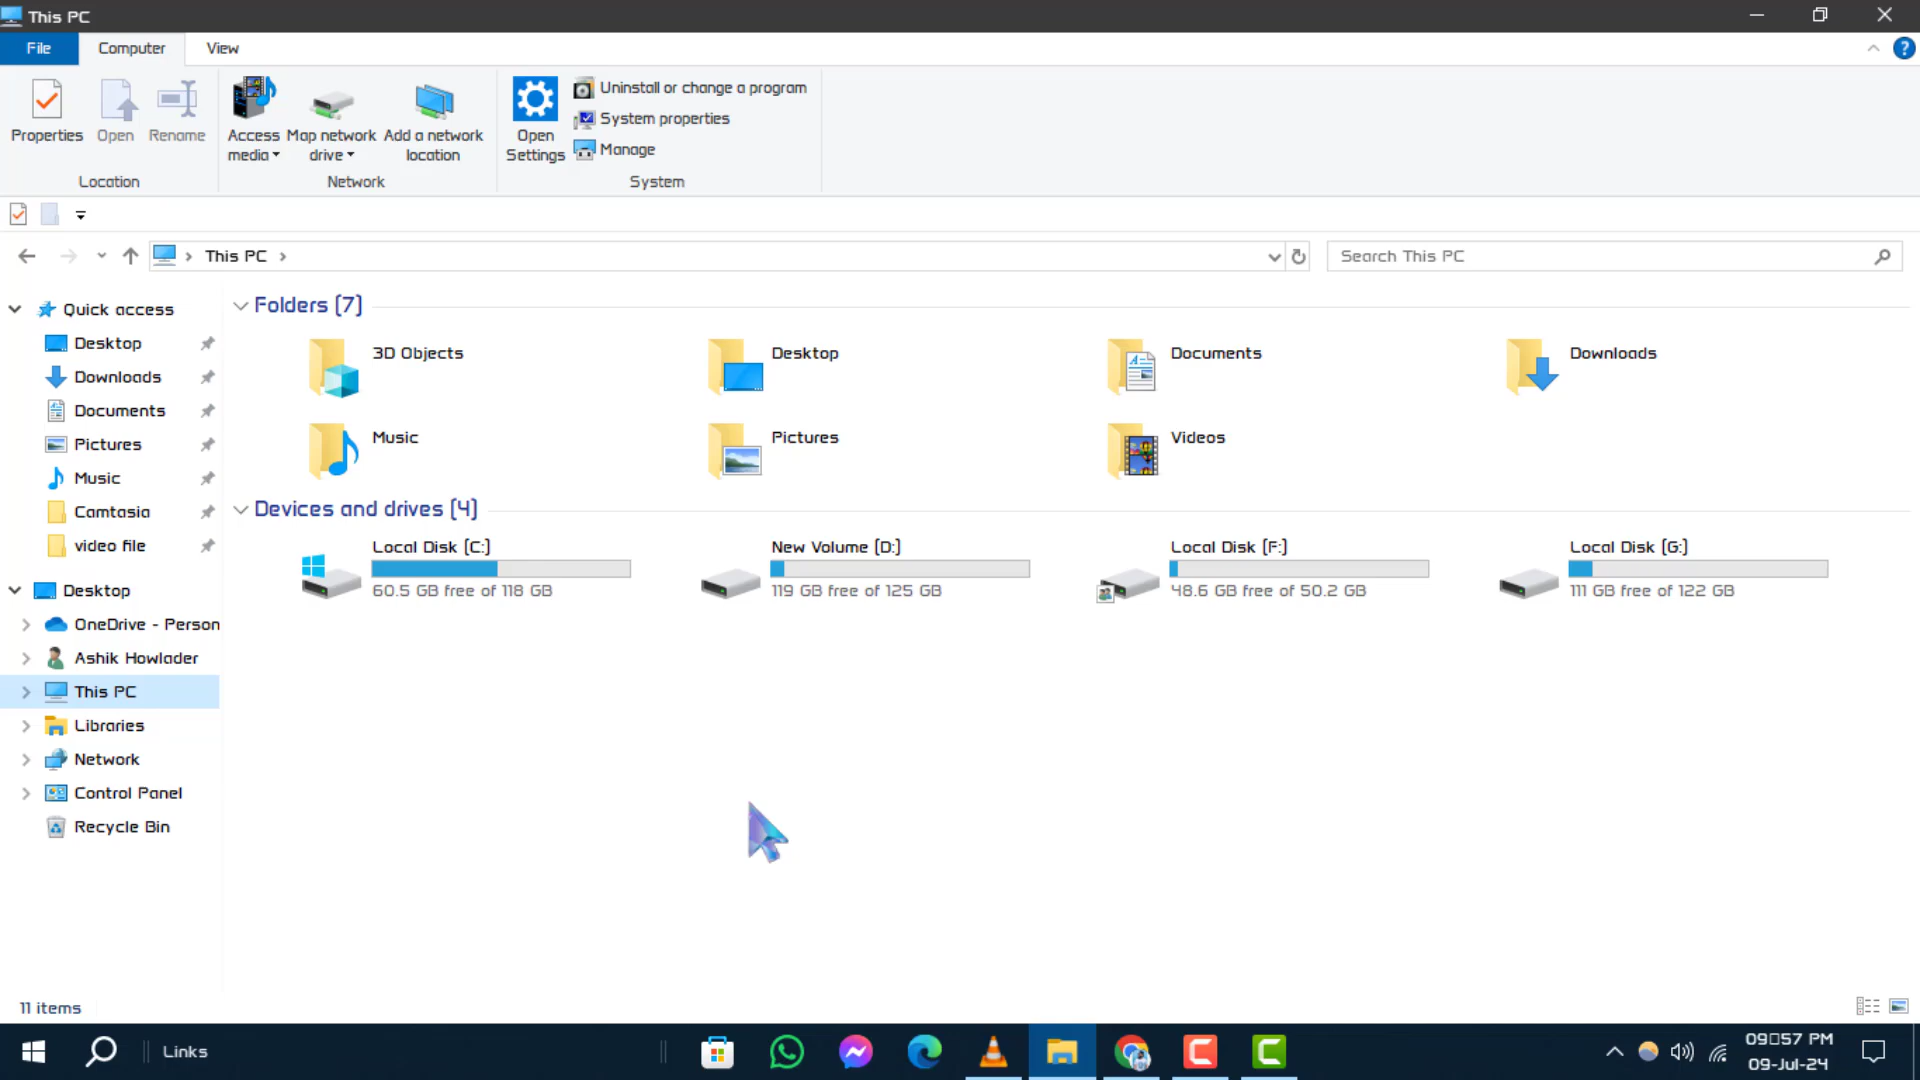 This PC
File
Computer
View
?
Properties
Open
Rename
Access
media
Map network
drive
Add a network
location
Open
Settings
Uninstall or change a program
System properties
Manage
Location
Network
System
This PC
Search This PC
Quick access
Desktop
Downloads
Documents
Pictures
Music
Camtasia
video file
Desktop
OneDrive - Person
Ashik Howlader
This PC
Libraries
Network
Control Panel
Recycle Bin
Folders (7)
3D Objects
Desktop
Documents
Downloads
Music
Pictures
Videos
Devices and drives (4)
Local Disk (C:)
60.5 GB free of 118 GB
New Volume (D:)
119 GB free of 125 GB
Local Disk (F:)
48.6 GB free of 50.2 GB
Local Disk (G:)
111 GB free of 122 GB
11 items
Links
09▯57 PM
09-Jul-24